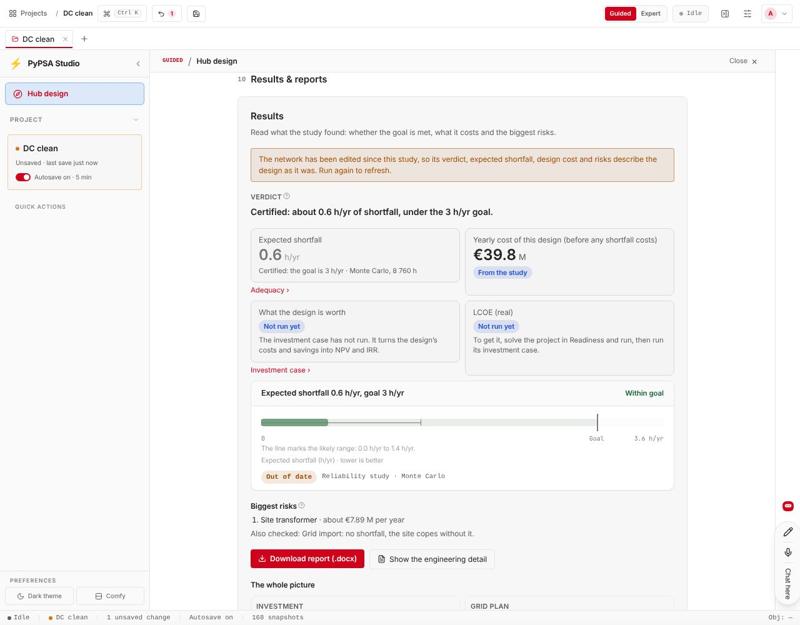 Projects / DC clean
Ctrl K
1
Guided
Expert
Idle
A
DC clean
PyPSA Studio
GUIDED / Hub design
Close
Hub design
PROJECT
DC clean
Unsaved · last save just now
Autosave on · 5 min
QUICK ACTIONS
10 Results & reports
Results
Read what the study found: whether the goal is met, what it costs and the biggest risks.
The network has been edited since this study, so its verdict, expected shortfall, design cost and risks describe the
design as it was. Run again to refresh.
VERDICT
Certified: about 0.6 h/yr of shortfall, under the 3 h/yr goal.
Expected shortfall
0.6 h/yr
Certified: the goal is 3 h/yr · Monte Carlo, 8 760 h
Adequacy ›
Yearly cost of this design (before any shortfall costs)
€39.8 M
From the study
What the design is worth
Not run yet
The investment case has not run. It turns the design's
costs and savings into NPV and IRR.
Investment case ›
LCOE (real)
Not run yet
To get it, solve the project in Readiness and run, then run
its investment case.
Expected shortfall 0.6 h/yr, goal 3 h/yr
Within goal
0
Goal
3.6 h/yr
The line marks the likely range: 0.0 h/yr to 1.4 h/yr.
Expected shortfall (h/yr) · lower is better
Out of date
Reliability study · Monte Carlo
Biggest risks
1. Site transformer · about €7.89 M per year
Also checked: Grid import: no shortfall, the site copes without it.
Download report (.docx)
Show the engineering detail
The whole picture
INVESTMENT
GRID PLAN
Chat here
PREFERENCES
Dark theme
Comfy
Idle
DC clean
1 unsaved change
Autosave on
168 snapshots
Obj: —